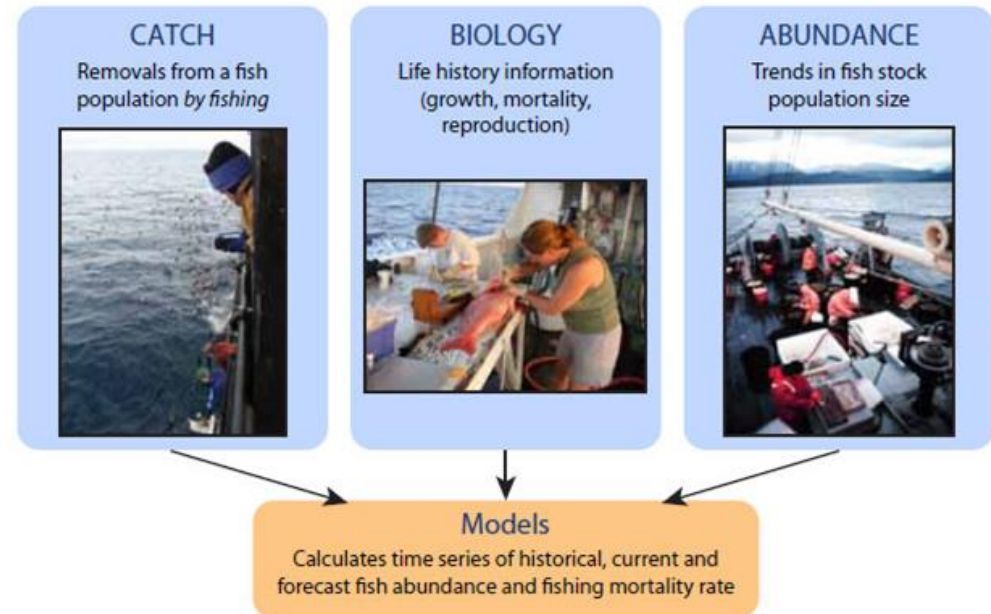 CATCH
Removals from a fish
population by fishing
BIOLOGY
Life history information
(growth, mortality,
reproduction)
ABUNDANCE
Trends in fish stock
population size
Models
Calculates time series of historical, current and
forecast fish abundance and fishing mortality rate